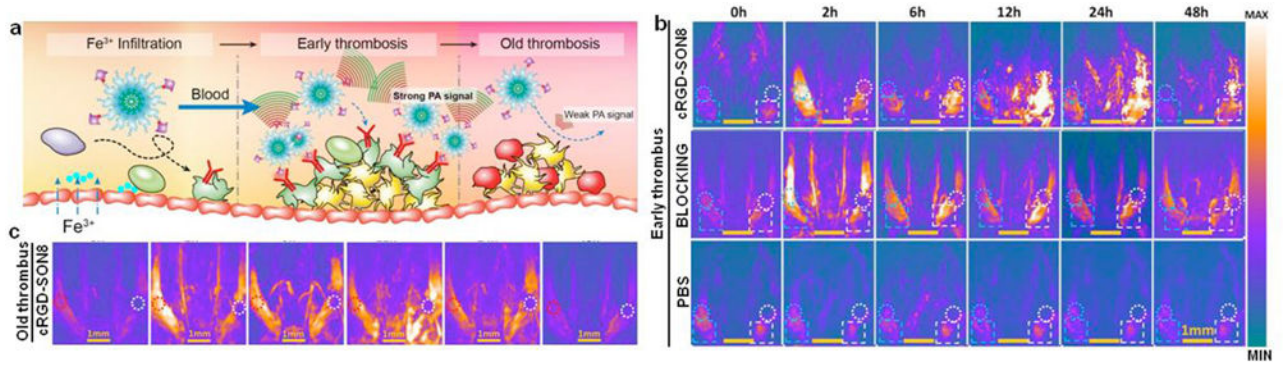 a
Fe³⁺ Infiltration
Early thrombosis
Old thrombosis
Blood
Strong PA signal
Weak PA signal
Fe³⁺
b
0h
2h
6h
12h
24h
48h
MAX
Early thrombus
cRGD-SON8
BLOCKING
PBS
1mm
MIN
c
Old thrombus
cRGD-SON8
1mm
1mm
1mm
1mm
1mm
1mm